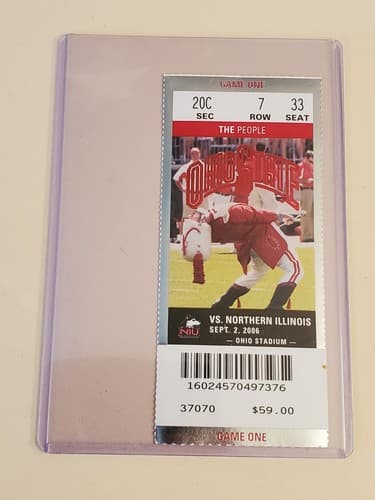 GAME ONE
20C 7 33
SEC ROW SEAT
THE PEOPLE
OHIO STATE
NIU
VS. NORTHERN ILLINOIS
SEPT. 2, 2006
— OHIO STADIUM —
16024570497376
37070 $59.00
GAME ONE